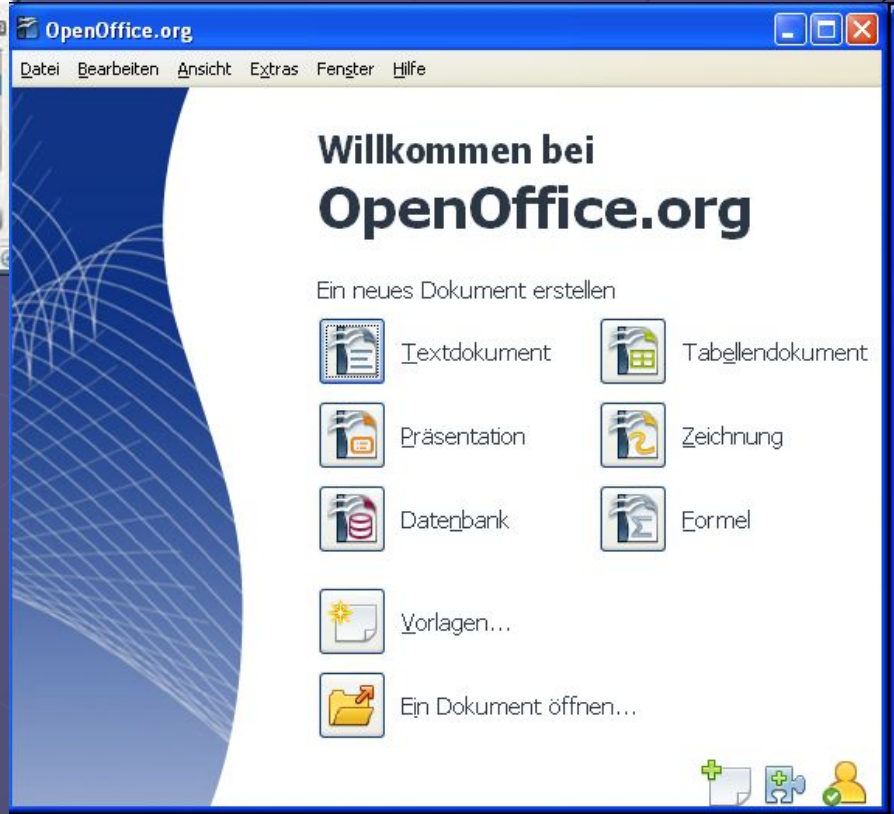 OpenOffice.org
Datei Bearbeiten Ansicht Extras Fenster Hilfe
Willkommen bei
OpenOffice.org
Ein neues Dokument erstellen
Textdokument Tabellendokument
Präsentation Zeichnung
Datenbank Formel
Vorlagen...
Ein Dokument öffnen...